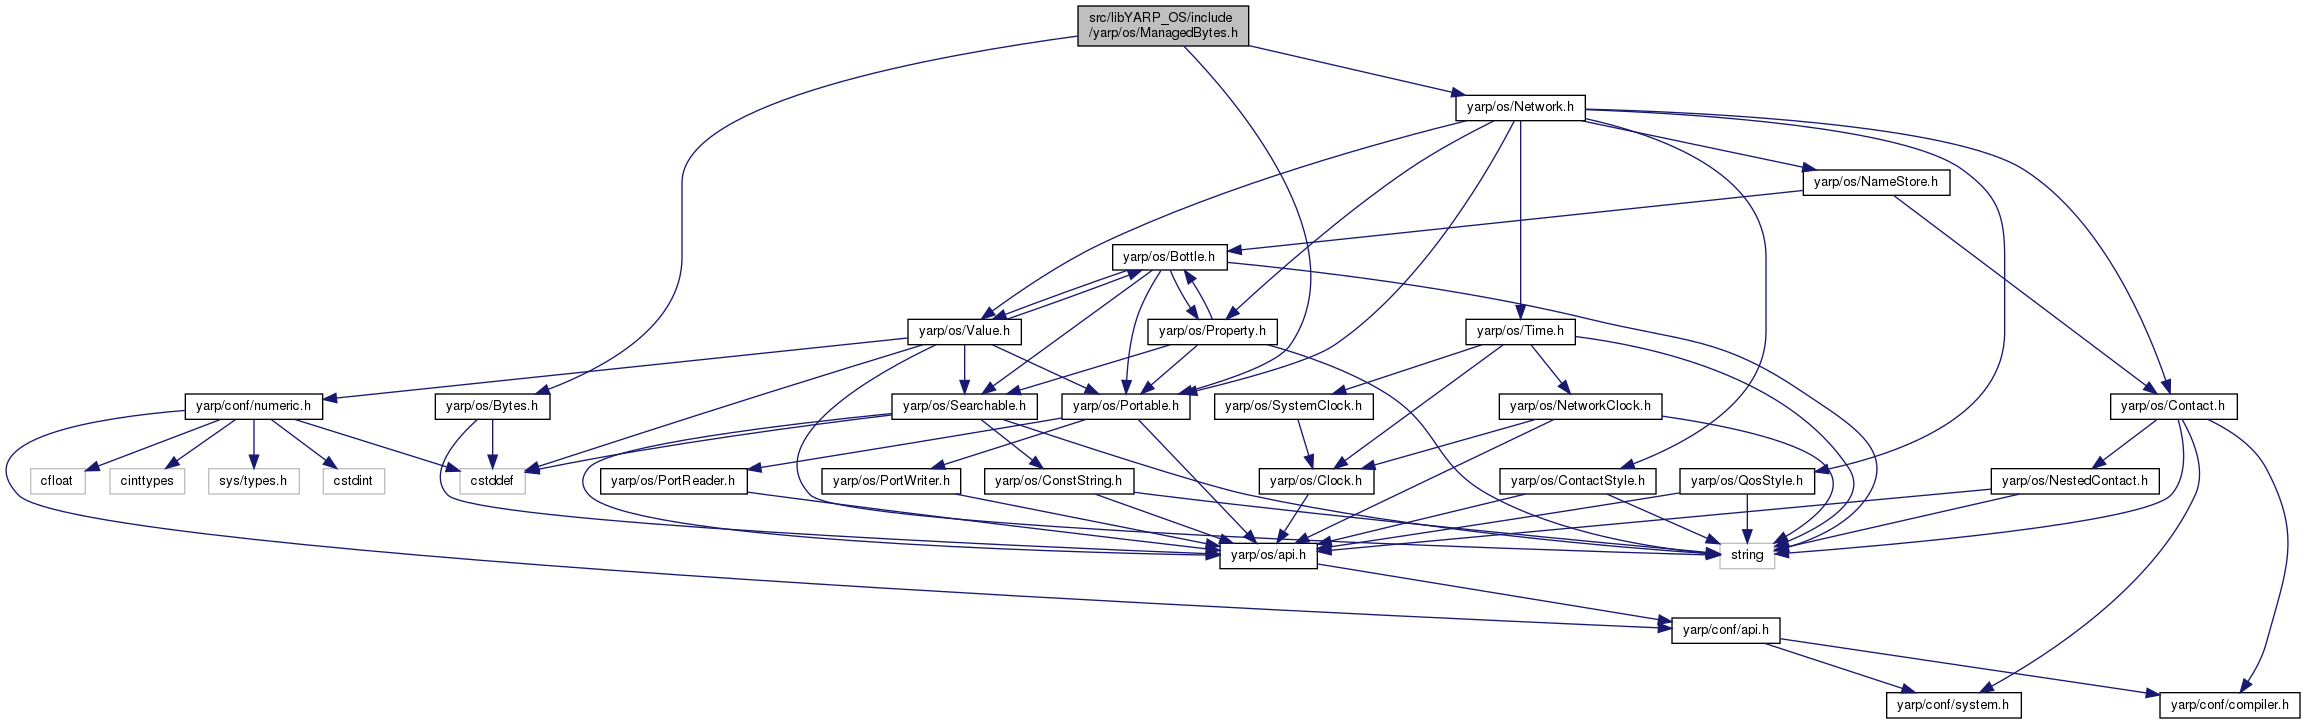 src/libYARP_OS/include
/yarp/os/ManagedBytes.h
yarp/os/Network.h
yarp/os/NameStore.h
yarp/os/Bottle.h
yarp/os/Value.h
yarp/os/Property.h
yarp/os/Time.h
yarp/conf/numeric.h
yarp/os/Bytes.h
yarp/os/Searchable.h
yarp/os/Portable.h
yarp/os/SystemClock.h
yarp/os/NetworkClock.h
yarp/os/Contact.h
cfloat
cinttypes
sys/types.h
cstdint
cstddef
yarp/os/PortReader.h
yarp/os/PortWriter.h
yarp/os/ConstString.h
yarp/os/Clock.h
yarp/os/ContactStyle.h
yarp/os/QosStyle.h
yarp/os/NestedContact.h
yarp/os/api.h
string
yarp/conf/api.h
yarp/conf/system.h
yarp/conf/compiler.h